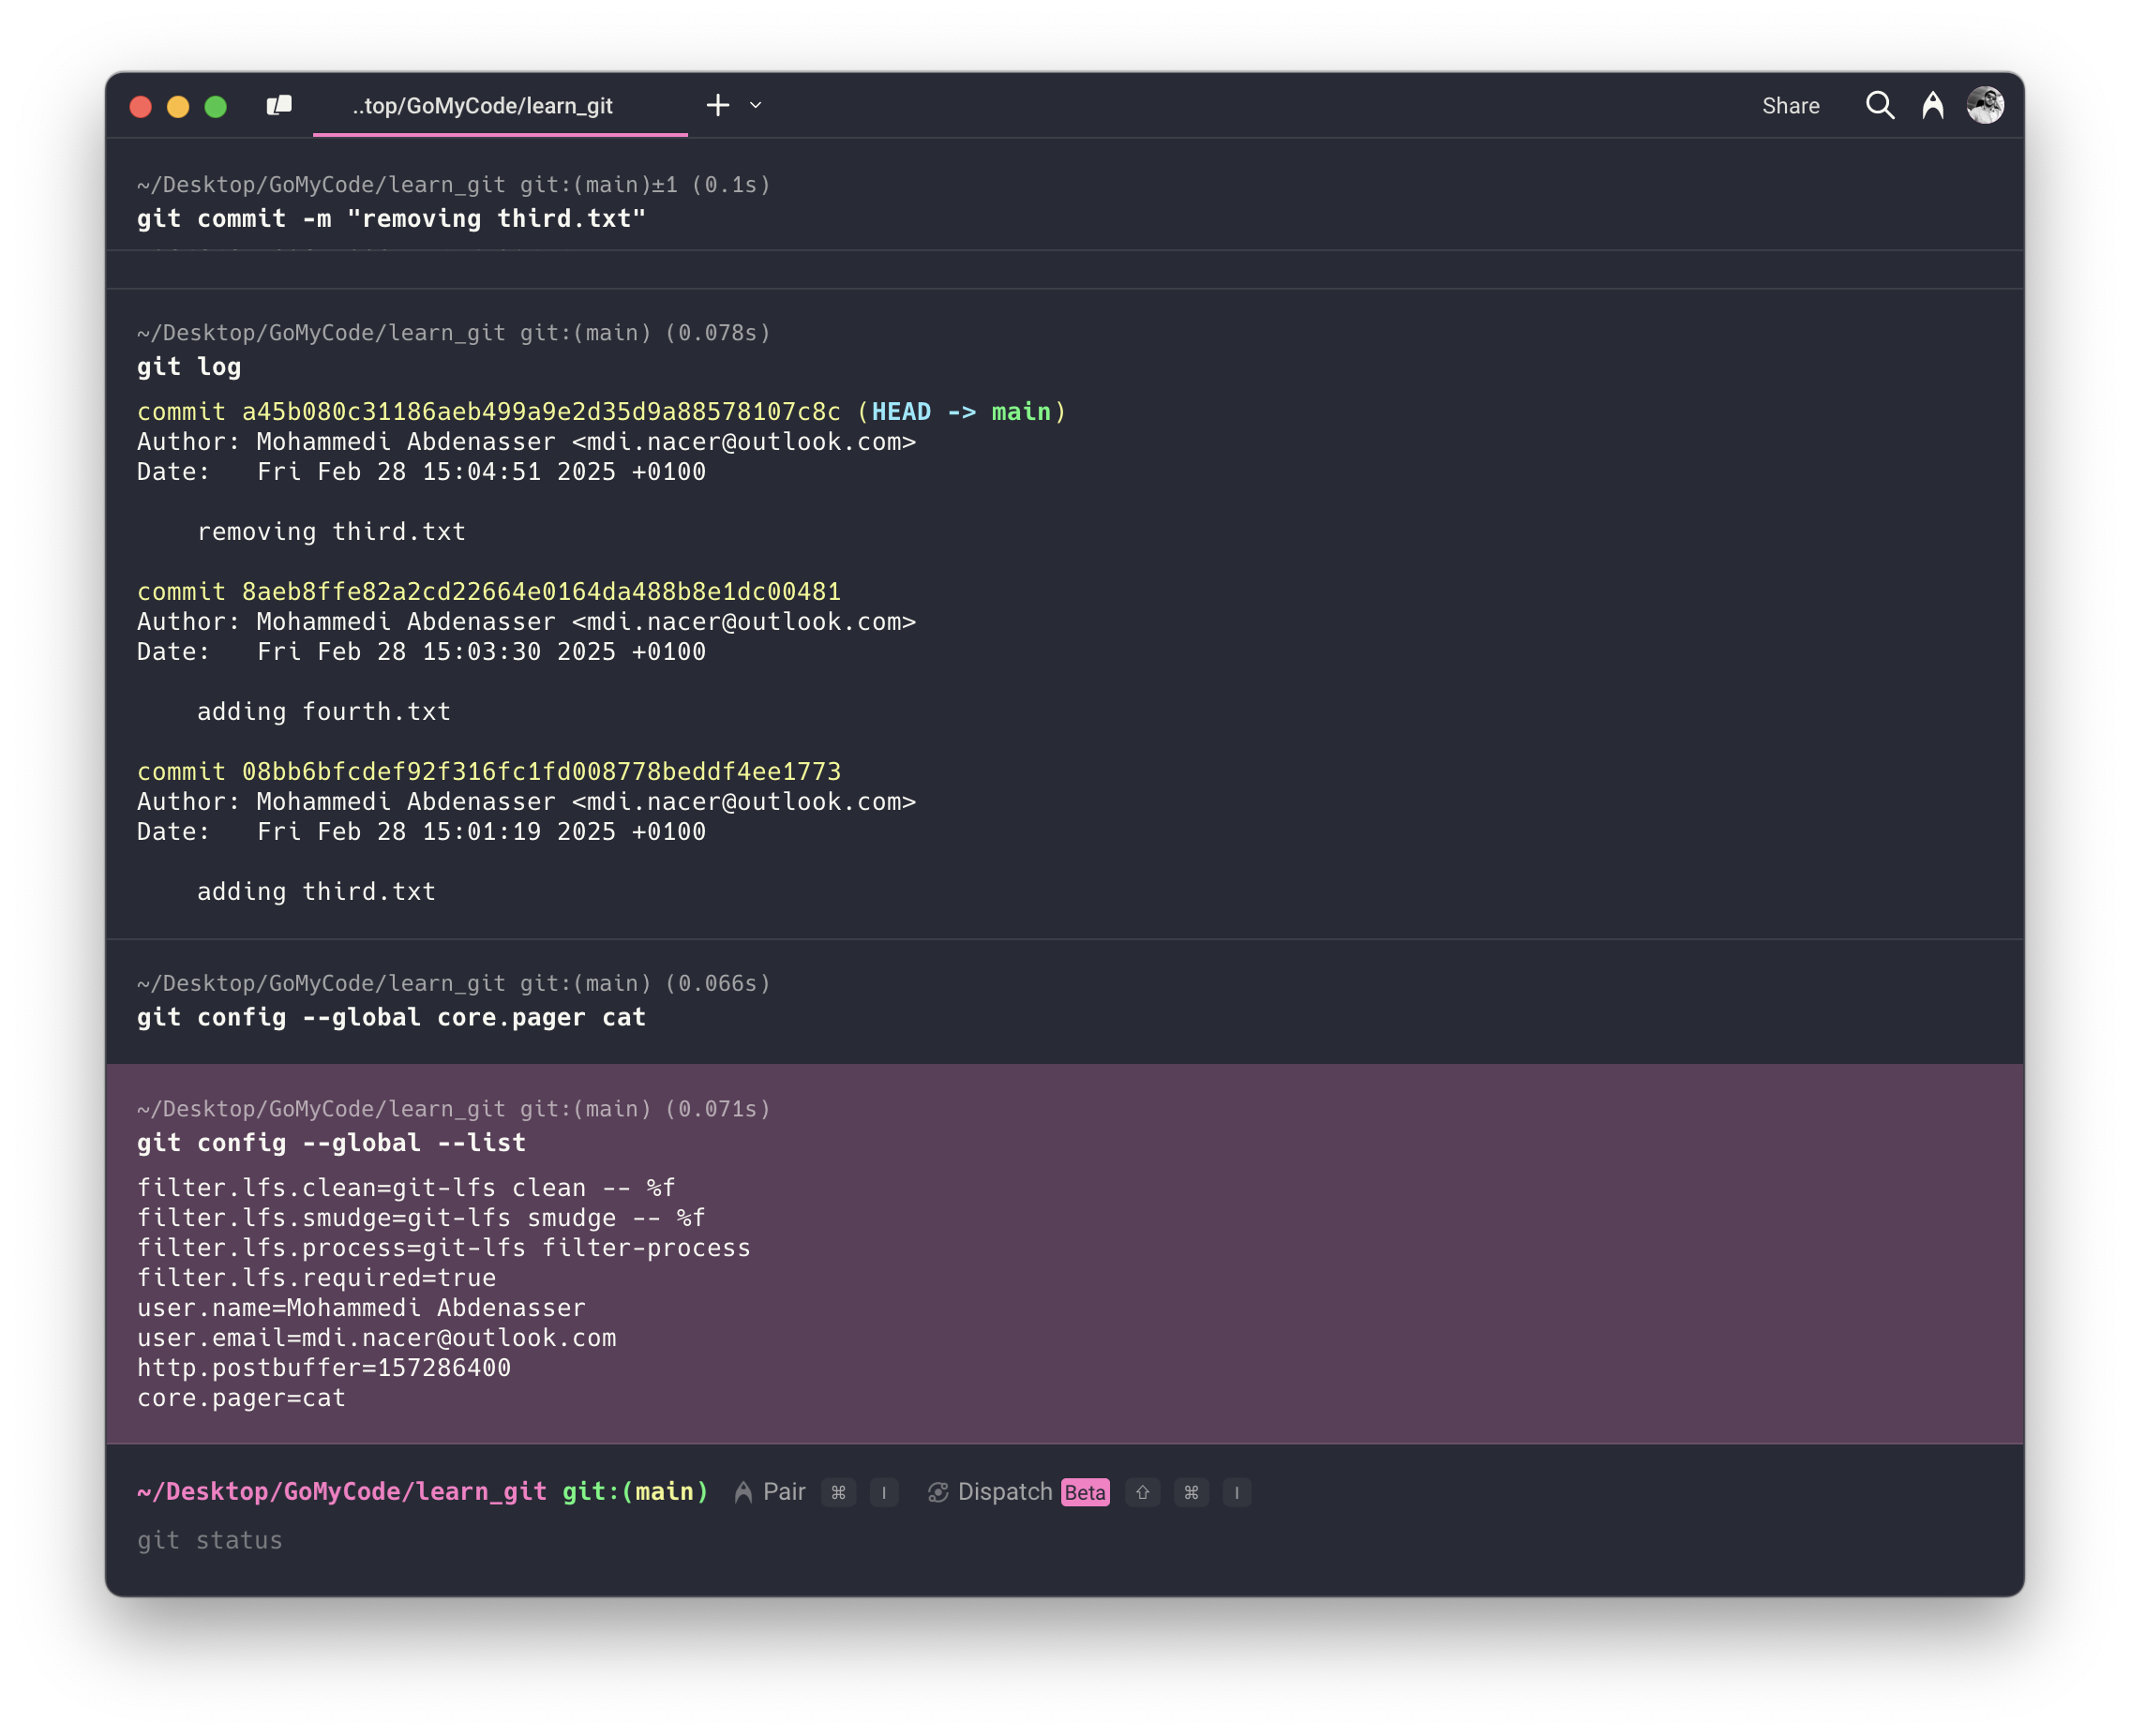 ..top/GoMyCode/learn_git
Share
~/Desktop/GoMyCode/learn_git git:(main)±1 (0.1s)
git commit -m "removing third.txt"
~/Desktop/GoMyCode/learn_git git:(main) (0.078s)
git log
commit a45b080c31186aeb499a9e2d35d9a88578107c8c (HEAD -> main)
Author: Mohammedi Abdenasser <mdi.nacer@outlook.com>
Date:   Fri Feb 28 15:04:51 2025 +0100
    removing third.txt
commit 8aeb8ffe82a2cd22664e0164da488b8e1dc00481
Author: Mohammedi Abdenasser <mdi.nacer@outlook.com>
Date:   Fri Feb 28 15:03:30 2025 +0100
    adding fourth.txt
commit 08bb6bfcdef92f316fc1fd008778beddf4ee1773
Author: Mohammedi Abdenasser <mdi.nacer@outlook.com>
Date:   Fri Feb 28 15:01:19 2025 +0100
    adding third.txt
~/Desktop/GoMyCode/learn_git git:(main) (0.066s)
git config --global core.pager cat
~/Desktop/GoMyCode/learn_git git:(main) (0.071s)
git config --global --list
filter.lfs.clean=git-lfs clean -- %f
filter.lfs.smudge=git-lfs smudge -- %f
filter.lfs.process=git-lfs filter-process
filter.lfs.required=true
user.name=Mohammedi Abdenasser
user.email=mdi.nacer@outlook.com
http.postbuffer=157286400
core.pager=cat
~/Desktop/GoMyCode/learn_git git:(main) Pair ⌘ I Dispatch Beta ⇧ ⌘ I
git status